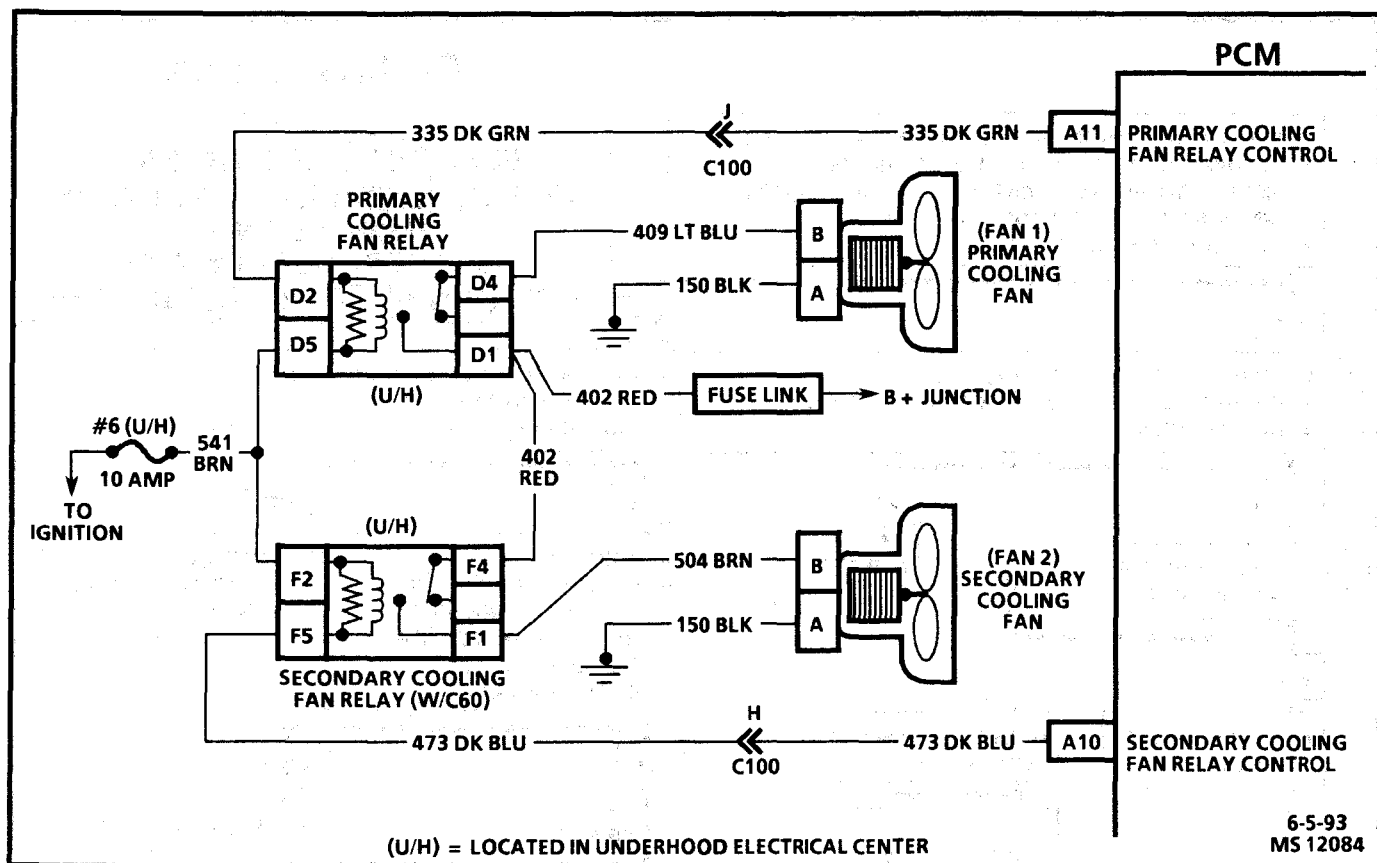 PCM
J
335 DK GRN
335 DK GRN
A11
PRIMARY COOLING
FAN RELAY CONTROL
C100
PRIMARY
COOLING
FAN RELAY
409 LT BLU
B
(FAN 1)
PRIMARY
COOLING
FAN
D2
D4
150 BLK
A
D5
D1
(U/H)
402 RED
FUSE LINK
B + JUNCTION
#6 (U/H)
541
BRN
10 AMP
402
RED
TO
IGNITION
(U/H)
504 BRN
B
(FAN 2)
SECONDARY
COOLING
FAN
F2
F4
150 BLK
A
F5
F1
SECONDARY COOLING
FAN RELAY (W/C60)
H
473 DK BLU
473 DK BLU
A10
SECONDARY COOLING
FAN RELAY CONTROL
C100
(U/H) = LOCATED IN UNDERHOOD ELECTRICAL CENTER
6-5-93
MS 12084